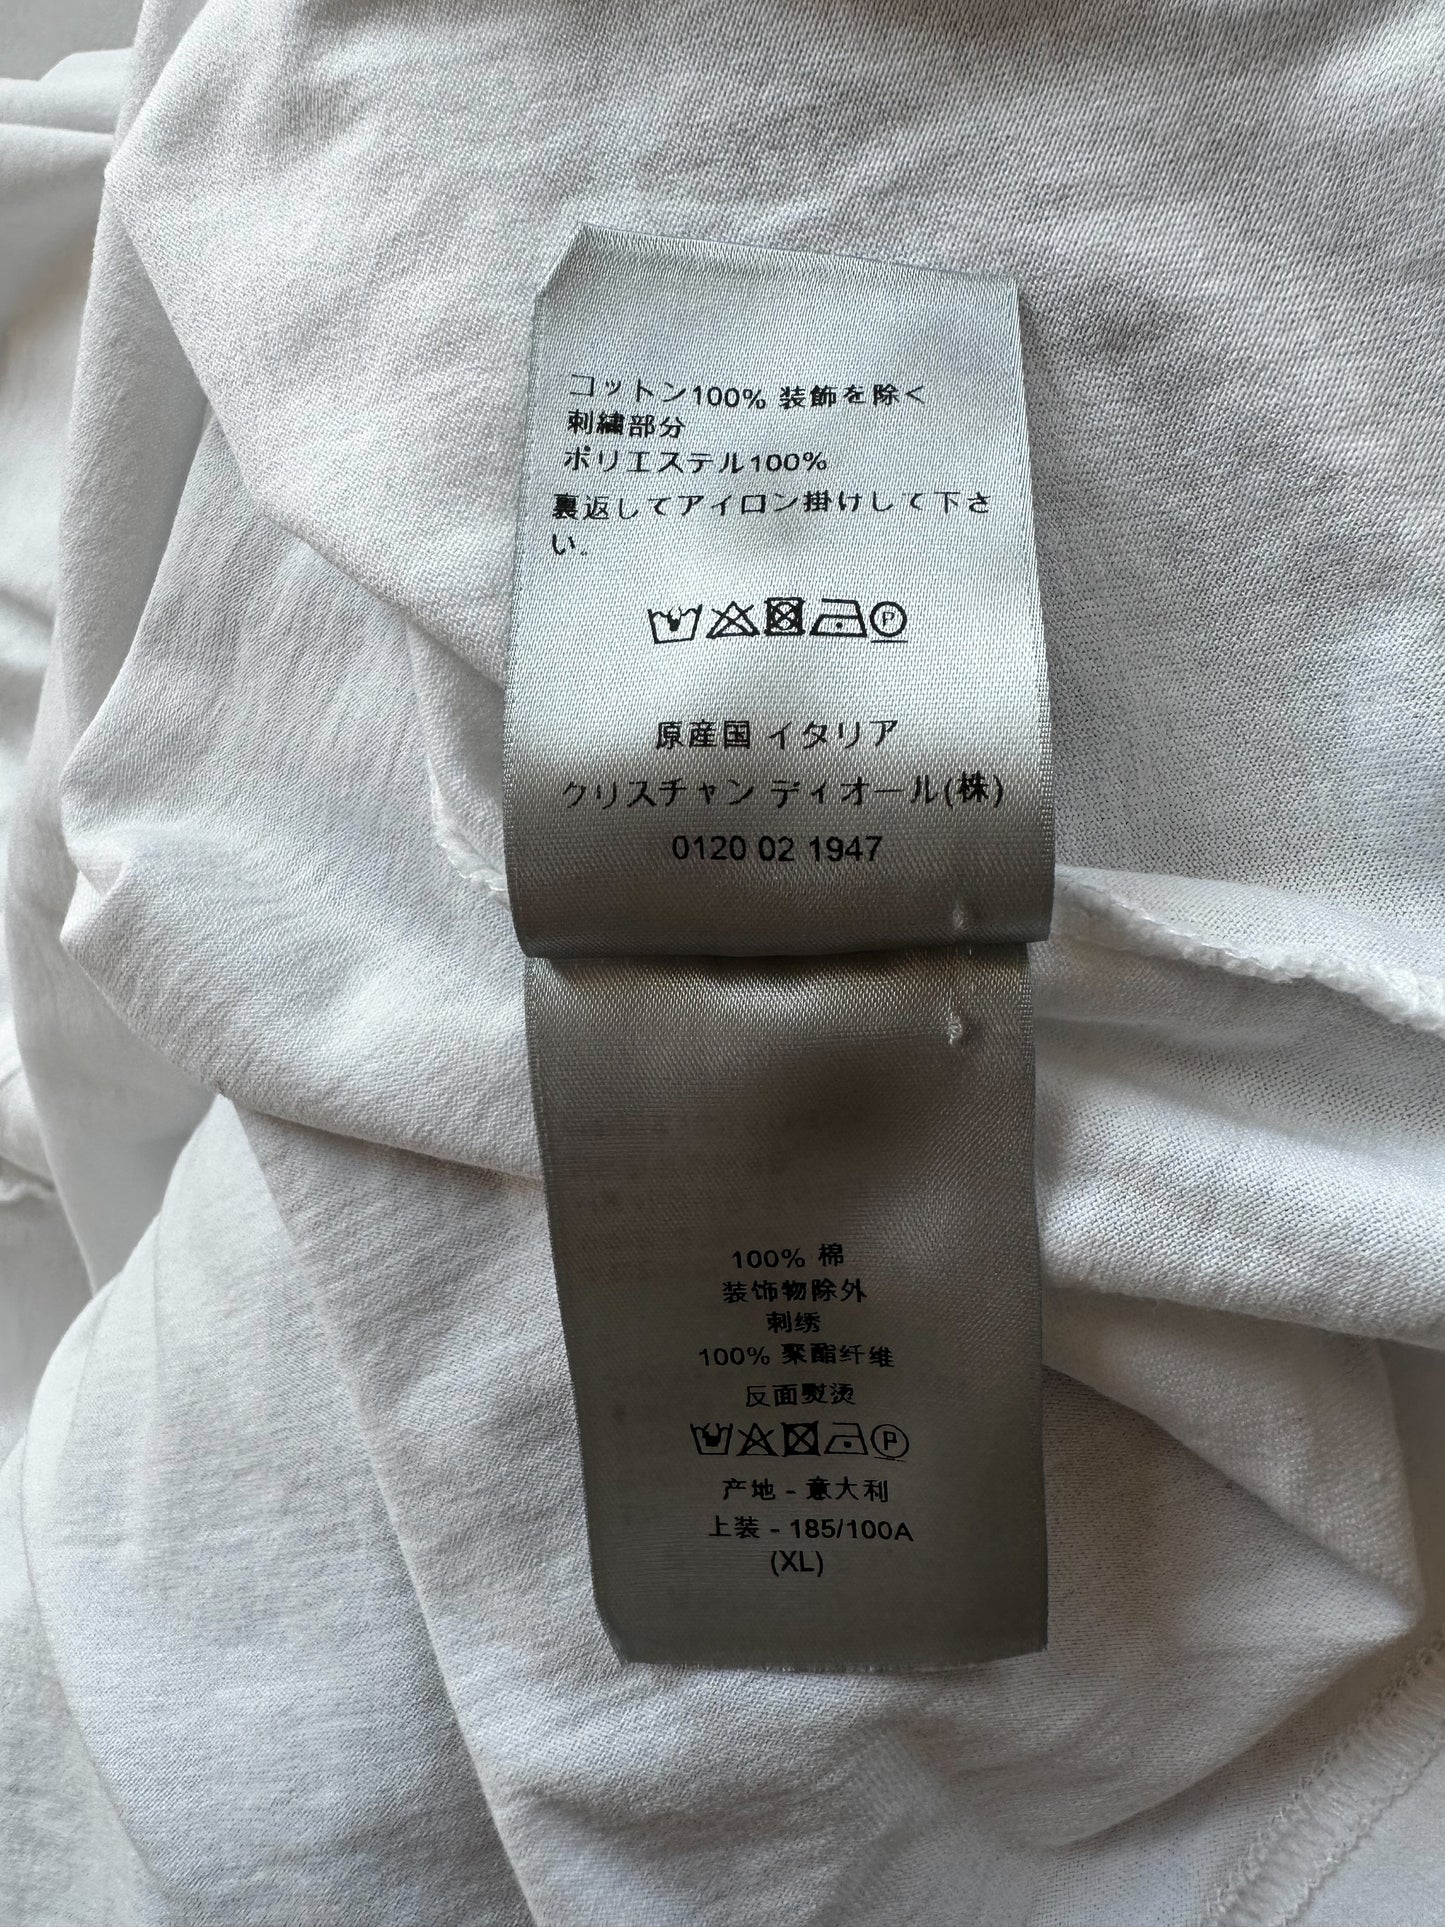 コットン100% 装飾を除く
刺繍部分
ポリエステル100%
裏返してアイロン掛けして下さ
い.
P
原産国 イタリア
クリスチャン ディオール(株)
0120 02 1947
100% 棉
装饰物除外
刺绣
100% 聚酯纤维
反面熨烫
P
产地 - 意大利
上装 - 185/100A
(XL)